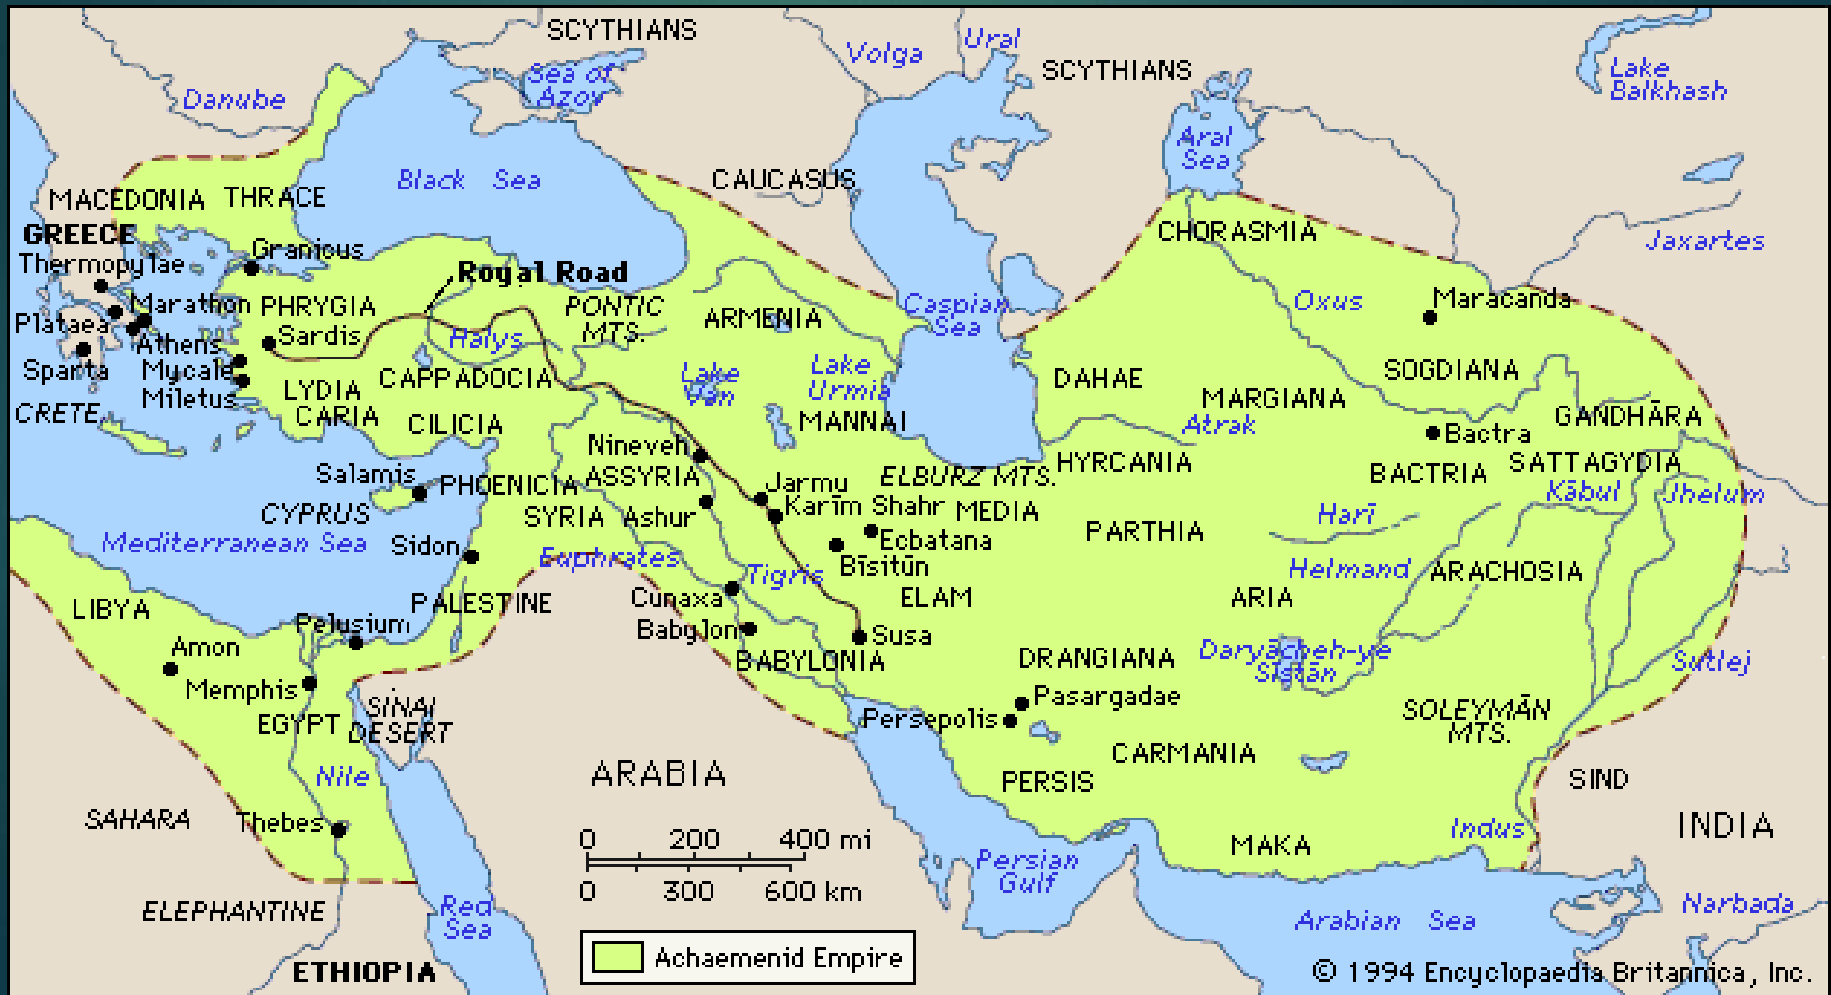 SCYTHIANS
Volga
Ural
SCYTHIANS
Lake
Balkhash
Sea of
Azov
Danube
Aral
Sea
Black Sea
CAUCASUS
MACEDONIA
THRACE
GREECE
Thermopylae
Granicus
CHORASMIA
Jaxartes
Royal Road
Marathon
PHRYGIA
PONTIC
MTS.
ARMENIA
Caspian
Sea
Oxus
Maracanda
Plataea
Athens
Sardis
Halys
Sparta
Mycale
Miletus
LYDIA
CAPPADOCIA
Lake
Van
Lake
Urmia
DAHAE
SOGDIANA
MARGIANA
CRETE
CARIA
CILICIA
MANNAI
Atrak
GANDHĀRA
Bactra
Nineveh
Salamis
PHOENICIA
ASSYRIA
Jarmu
ELBURZ MTS.
HYRCANIA
BACTRIA
SATTAGYDIA
Kābul
Jhelum
CYPRUS
SYRIA
Ashur
Karīm Shahr
MEDIA
PARTHIA
Harī
Mediterranean Sea
Sidon
Euphrates
Ecbatana
Bīsitūn
Tigris
Helmand
ARACHOSIA
LIBYA
PALESTINE
Cunaxa
ELAM
ARIA
Pelusium
Babylon
Susa
Amon
BABYLONIA
DRANGIANA
Daryācheh-ye
Sīstān
Sutlej
Memphis
SINAI
DESERT
Pasargadae
Persepolis
SOLEYMĀN
MTS.
EGYPT
Nile
ARABIA
CARMANIA
PERSIS
SIND
SAHARA
Thebes
0 200 400 mi
0 300 600 km
MAKA
Indus
INDIA
Persian
Gulf
ELEPHANTINE
Red
Sea
Arabian Sea
Narbada
ETHIOPIA
Achaemenid Empire
© 1994 Encyclopaedia Britannica, Inc.